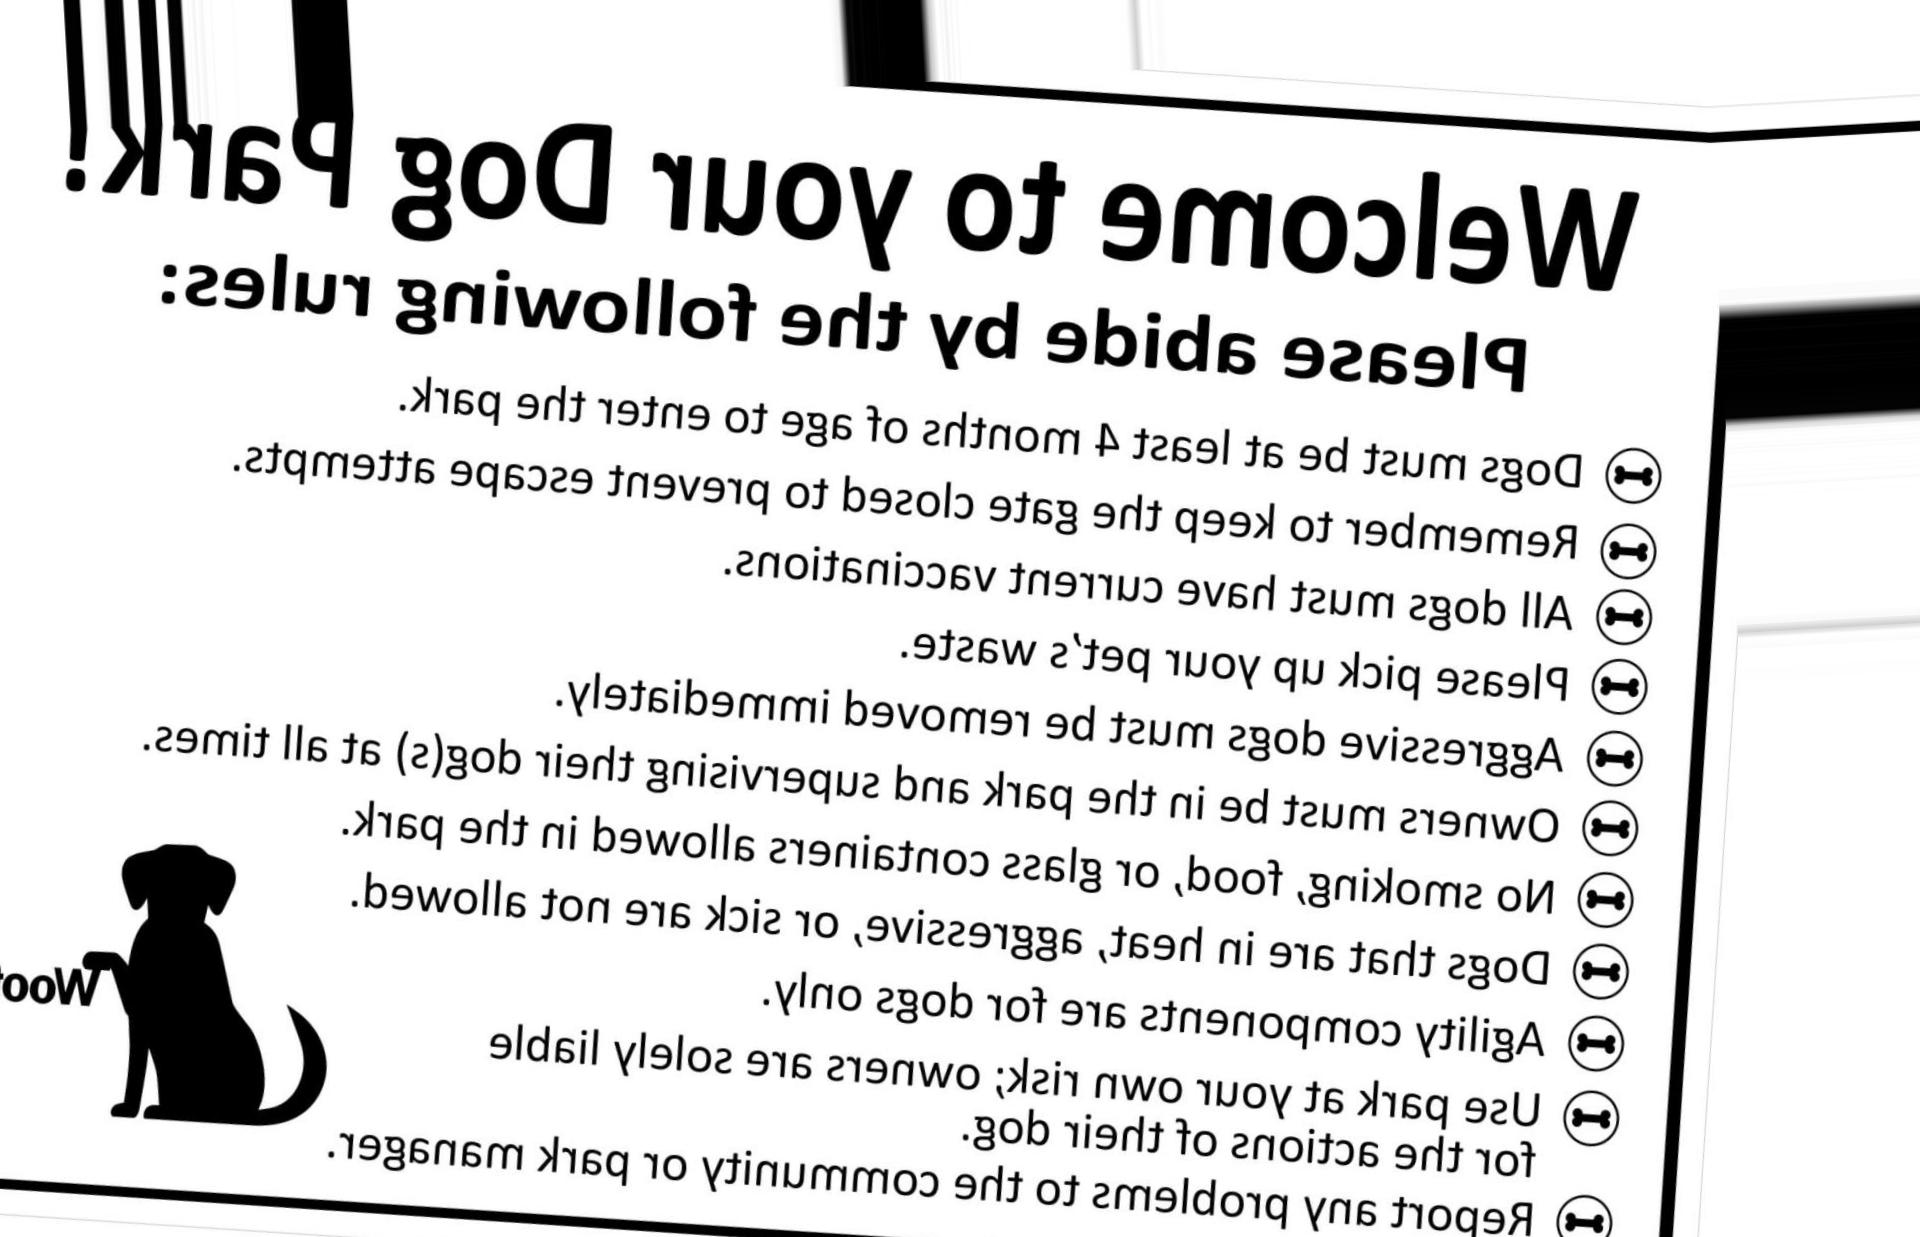 Welcome to your Dog Park!
Please abide by the following rules:
Dogs must be at least 4 months of age to enter the park.
Remember to keep the gate closed to prevent escape attempts.
All dogs must have current vaccinations.
Please pick up your pet's waste.
Aggressive dogs must be removed immediately.
Owners must be in the park and supervising their dog(s) at all times.
No smoking, food, or glass containers allowed in the park.
Dogs that are in heat, aggressive, or sick are not allowed.
Agility components are for dogs only.
Use park at your own risk; owners are solely liable
for the actions of their dog.
Report any problems to the community or park manager.